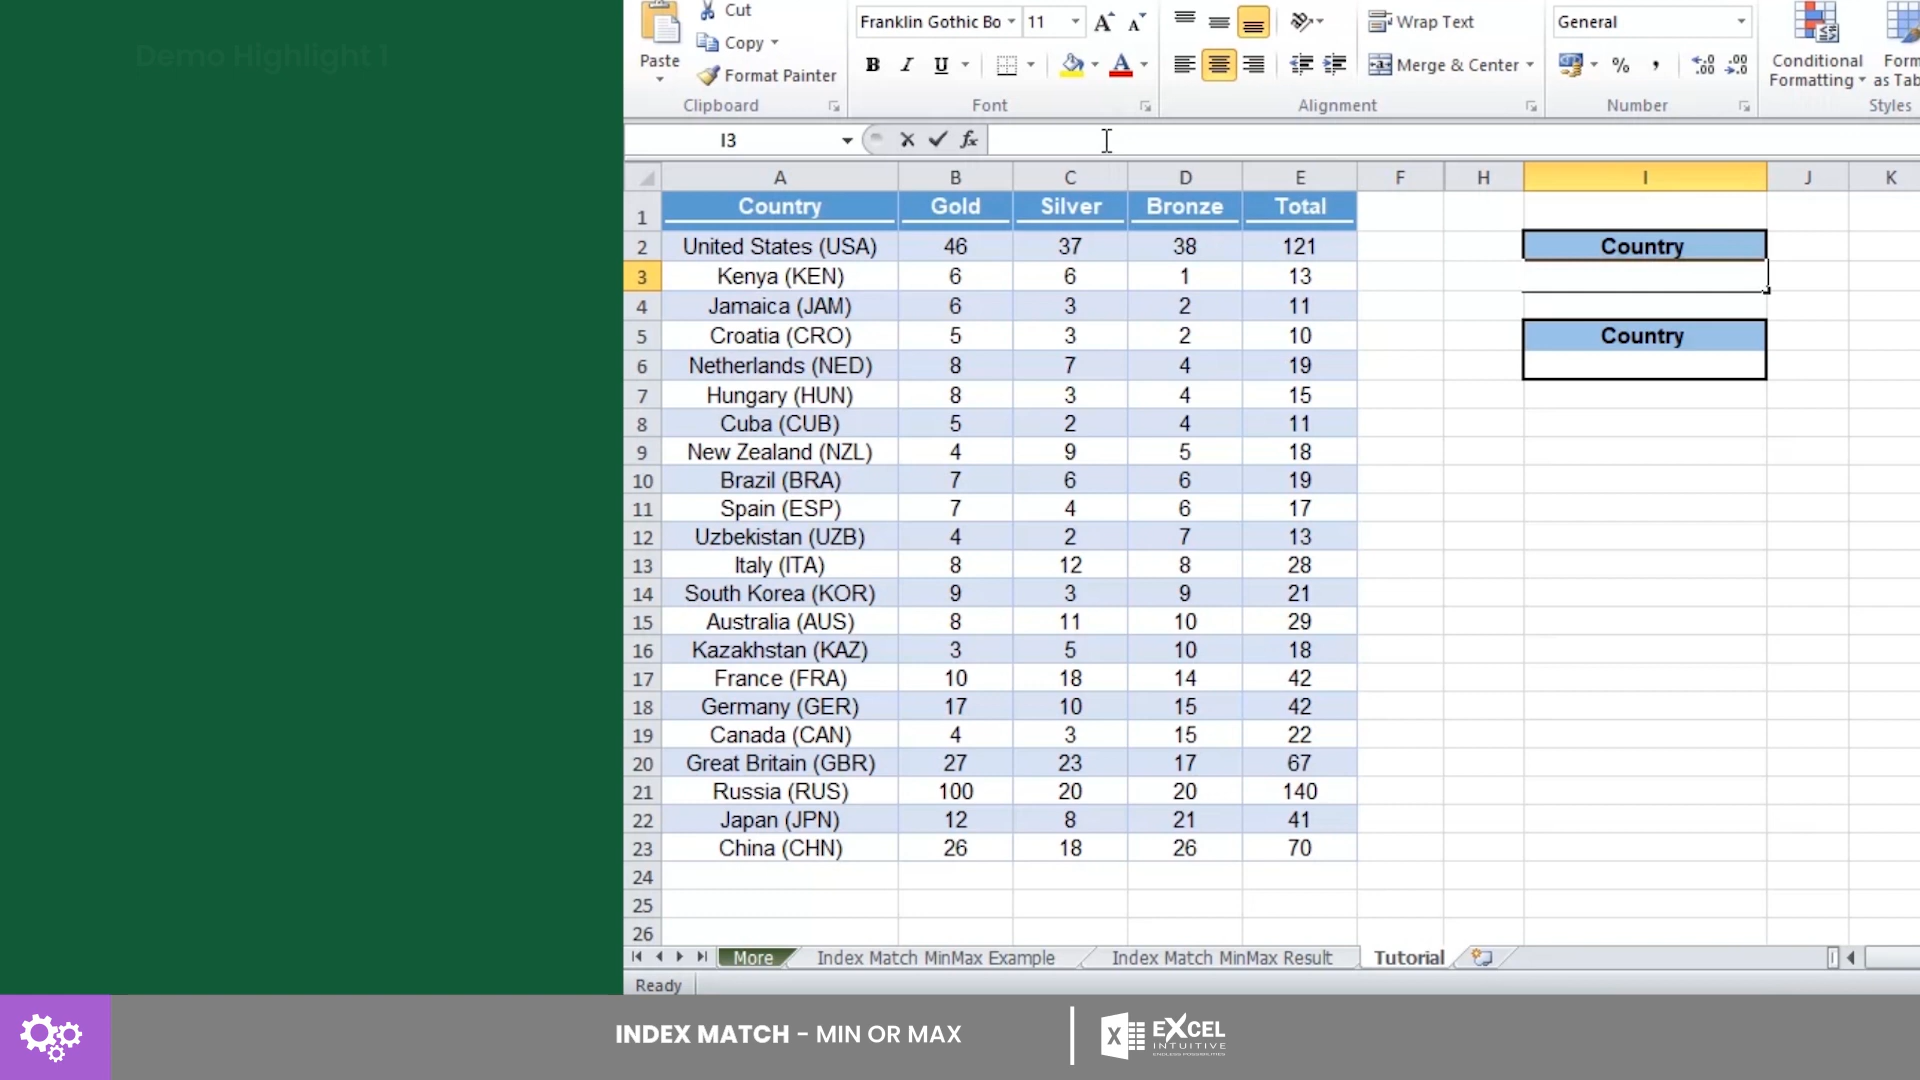 Demo Highlight 1
Cut
Copy
Format Painter
Paste
Clipboard
Franklin Gothic Bo 11
B I U
Font
Wrap Text
Merge & Center
Alignment
General
% ,
Number
Conditional Formatting
Form as Tab
Styles
I3 fx
A B C D E F H I J K
1 Country Gold Silver Bronze Total
2 United States (USA) 46 37 38 121 Country
3 Kenya (KEN) 6 6 1 13
4 Jamaica (JAM) 6 3 2 11
5 Croatia (CRO) 5 3 2 10 Country
6 Netherlands (NED) 8 7 4 19
7 Hungary (HUN) 8 3 4 15
8 Cuba (CUB) 5 2 4 11
9 New Zealand (NZL) 4 9 5 18
10 Brazil (BRA) 7 6 6 19
11 Spain (ESP) 7 4 6 17
12 Uzbekistan (UZB) 4 2 7 13
13 Italy (ITA) 8 12 8 28
14 South Korea (KOR) 9 3 9 21
15 Australia (AUS) 8 11 10 29
16 Kazakhstan (KAZ) 3 5 10 18
17 France (FRA) 10 18 14 42
18 Germany (GER) 17 10 15 42
19 Canada (CAN) 4 3 15 22
20 Great Britain (GBR) 27 23 17 67
21 Russia (RUS) 100 20 20 140
22 Japan (JPN) 12 8 21 41
23 China (CHN) 26 18 26 70
24
25
26
More Index Match MinMax Example Index Match MinMax Result Tutorial
Ready
INDEX MATCH - MIN OR MAX
X EXCEL
INTUITIVE
ENDLESS POSSIBILITIES